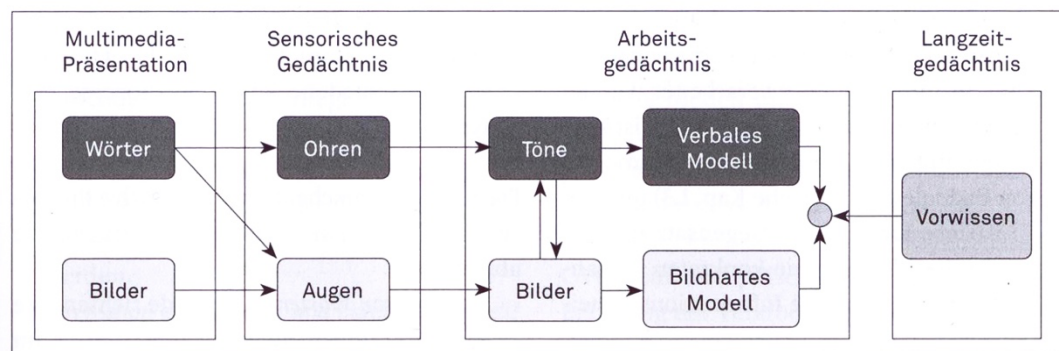 Multimedia-
Präsentation
Sensorisches
Gedächtnis
Arbeits-
gedächtnis
Langzeit-
gedächtnis
Wörter
Ohren
Töne
Verbales
Modell
Vorwissen
Bilder
Augen
Bilder
Bildhaftes
Modell